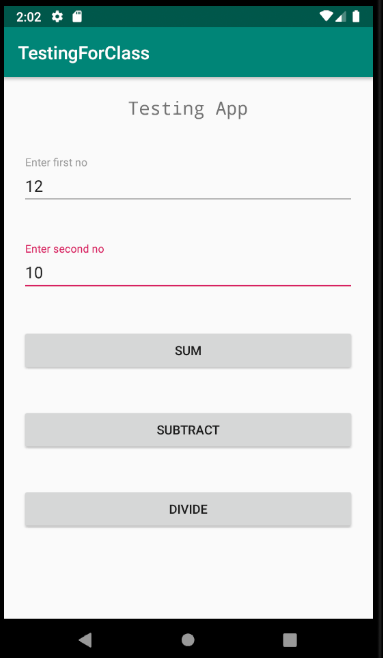 2:02
TestingForClass
Testing App
Enter first no
12
Enter second no
10
SUM
SUBTRACT
DIVIDE